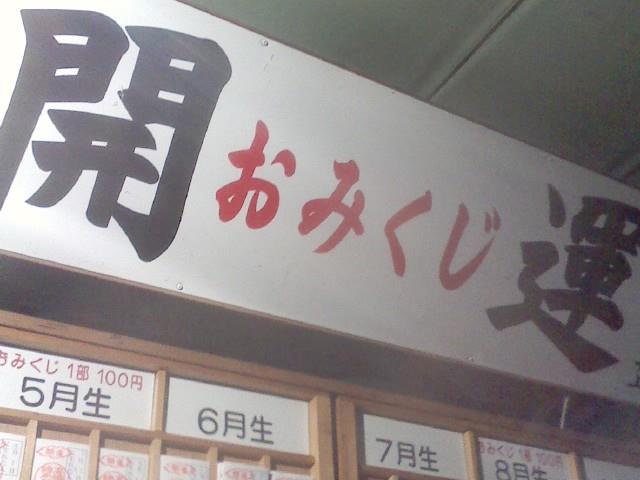 開おみくじ運
おみくじ 1部 100円
5月生
6月生
7月生
おみくじ 1部 100円
8月生